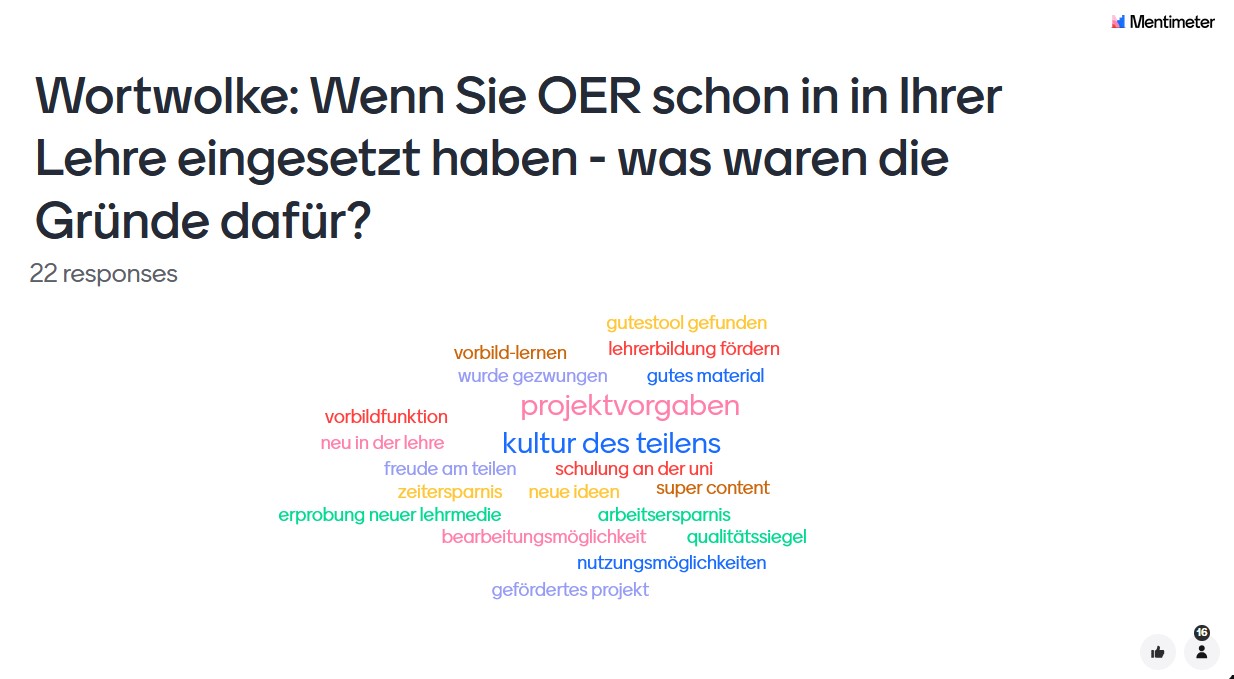 Mentimeter
Wortwolke: Wenn Sie OER schon in in Ihrer
Lehre eingesetzt haben - was waren die
Gründe dafür?
22 responses
gutestool gefunden
vorbild-lernen
lehrerbildung fördern
wurde gezwungen
gutes material
projektvorgaben
vorbildfunktion
neu in der lehre
kultur des teilens
freude am teilen
schulung an der uni
zeitersparnis
neue ideen
super content
erprobung neuer lehrmedie
arbeitsersparnis
bearbeitungsmöglichkeit
qualitätssiegel
nutzungsmöglichkeiten
gefördertes projekt
16